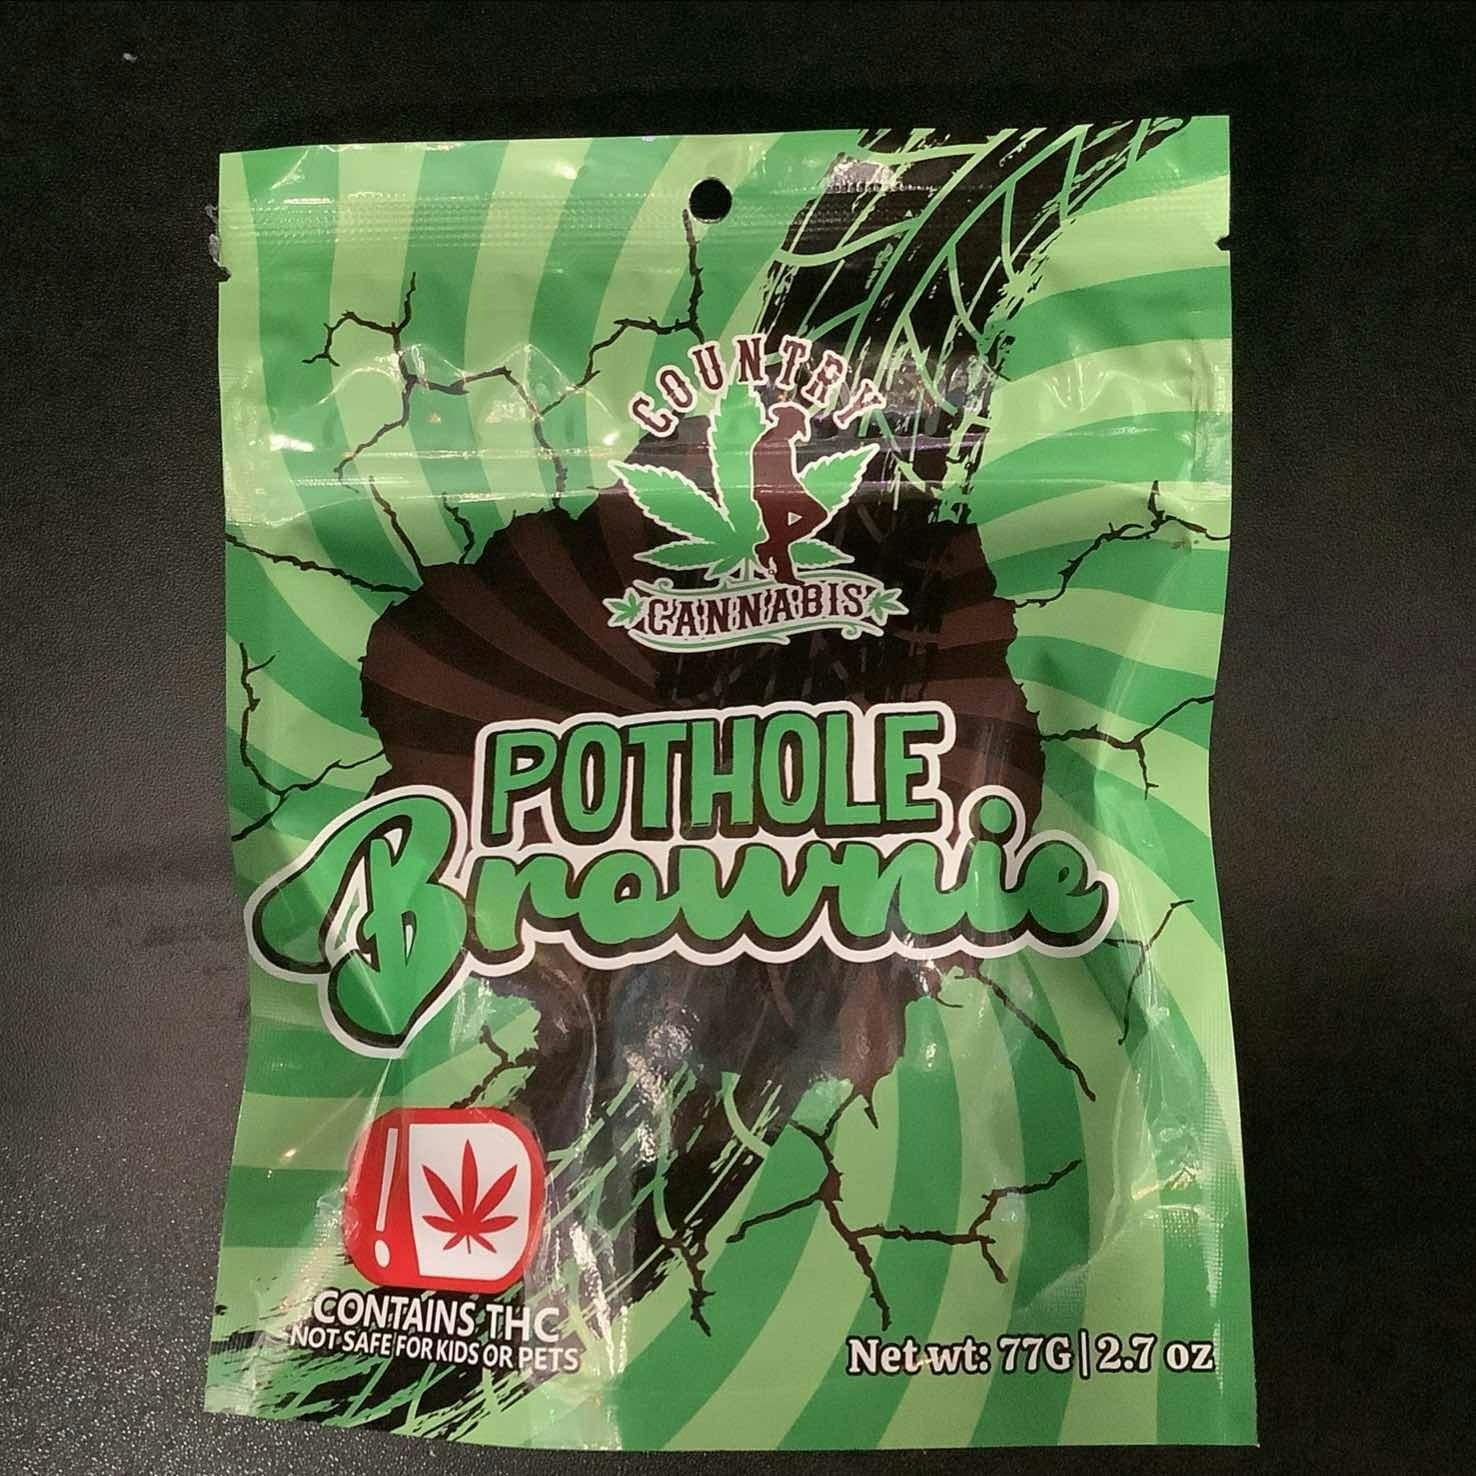 COUNTRY
CANNABIS
POTHOLE
Brownie
!
CONTAINS THC
NOT SAFE FOR KIDS OR PETS
Net wt: 77G | 2.7 oz